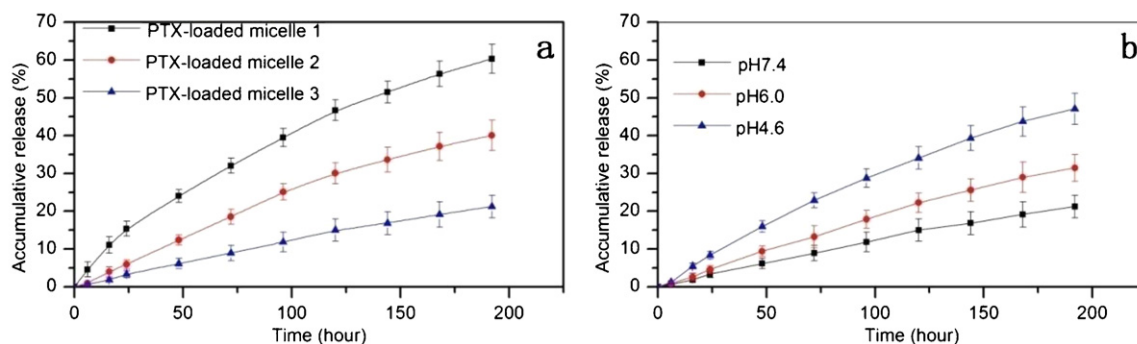 70
60
50
40
30
20
10
0
Accumulative release (%)
PTX-loaded micelle 1
PTX-loaded micelle 2
PTX-loaded micelle 3
a
0
50
100
150
200
Time (hour)
70
60
50
40
30
20
10
0
Accumulative release (%)
pH7.4
pH6.0
pH4.6
b
0
50
100
150
200
Time (hour)